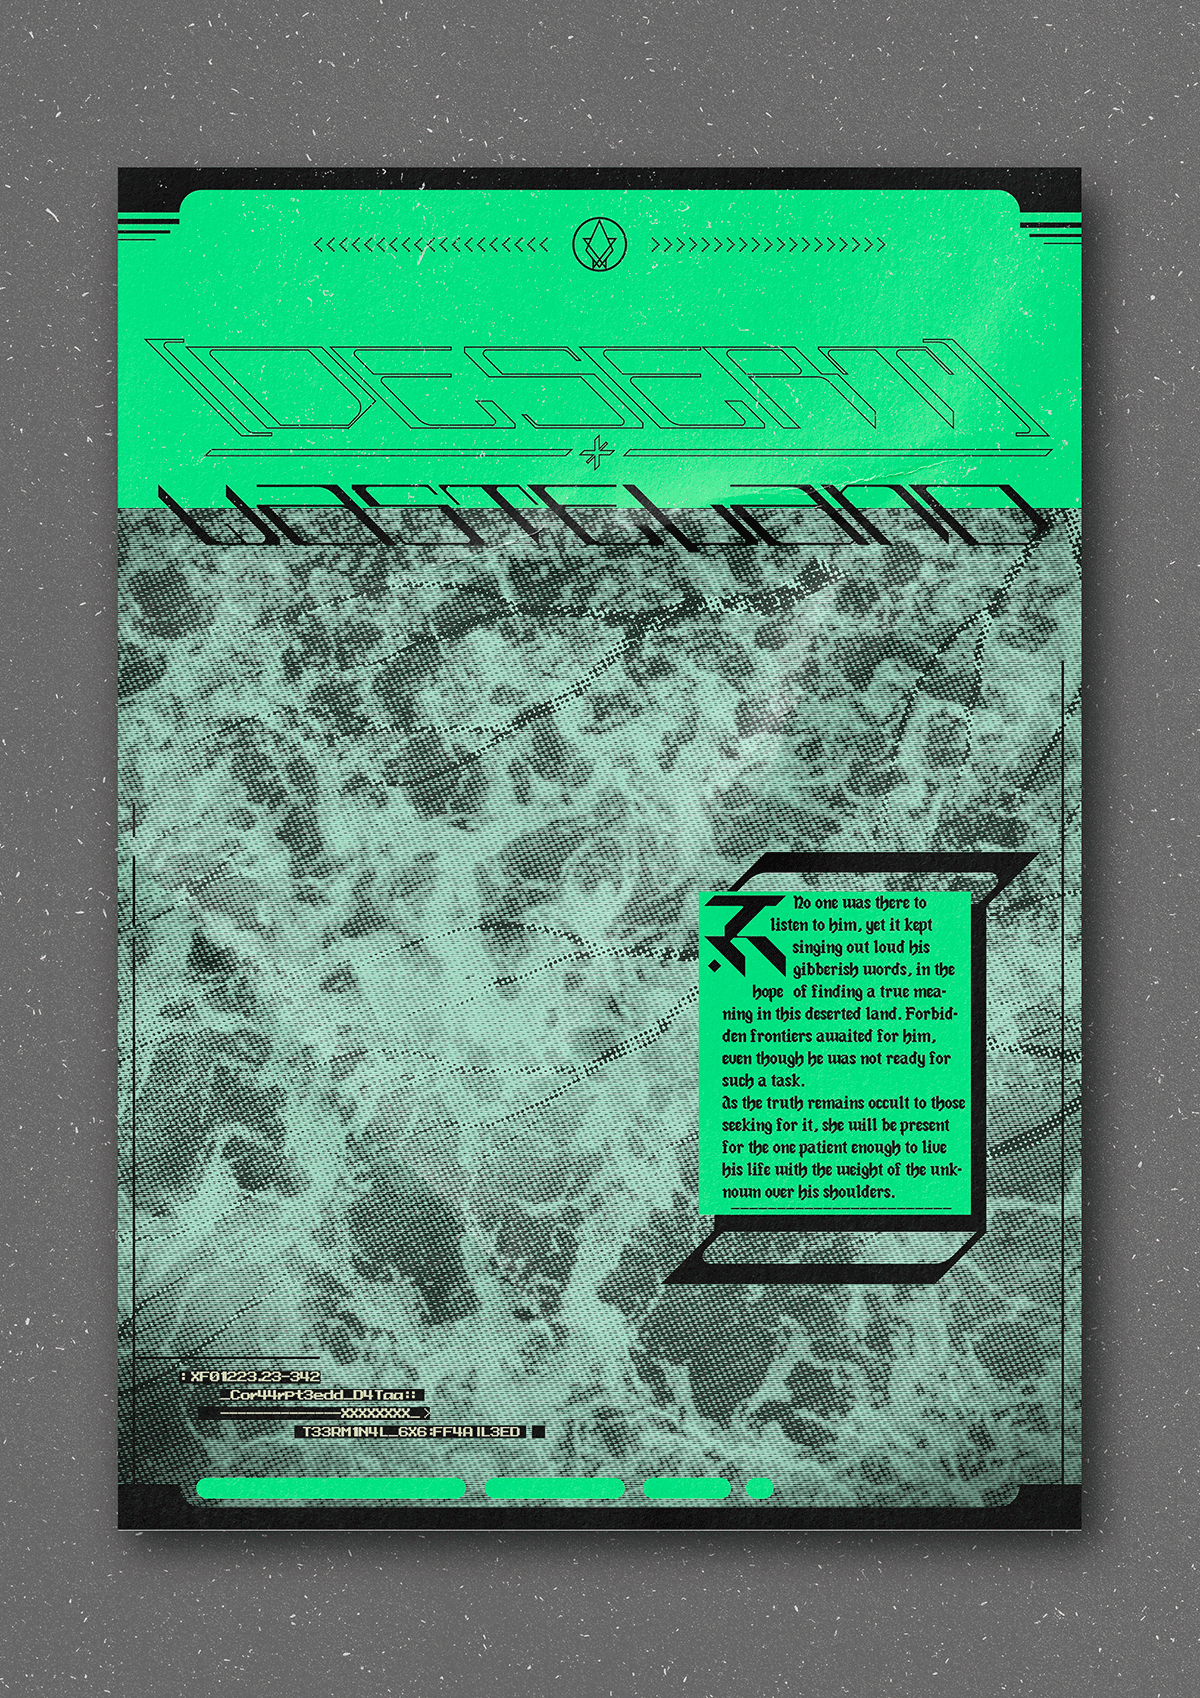 <<<<<<<<<<<<<<<<<<< >>>>>>>>>>>>>>>>>>>
[DESERT]
WASTELAND
No one was there to
listen to him, yet it kept
singing out loud his
gibberish words, in the
hope of finding a true mea-
ning in this deserted land. Forbid-
den frontiers awaited for him,
even though he was not ready for
such a task.
As the truth remains occult to those
seeking for it, she will be present
for the one patient enough to live
his life with the weight of the unk-
nown over his shoulders.
:XF01223.23-342
_Cor44rPt3edd_D4Taa::
XXXXXXXX_>
T33RM1N4L_6X6:FF4AIL3ED